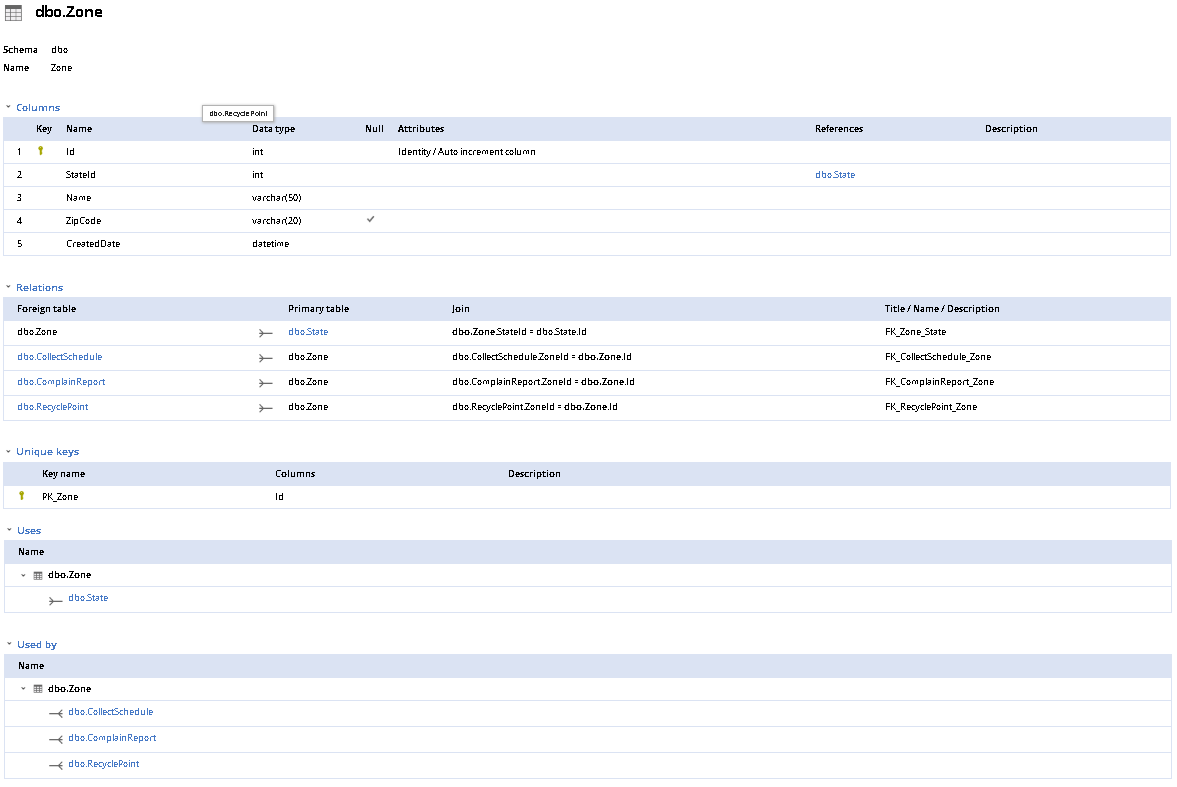 dbo.Zone
Schema dbo
Name Zone
Columns
dbo.RecyclePoint
Key Name Data type Null Attributes References Description
1 Id int Identity / Auto increment column
2 StateId int dbo.State
3 Name varchar(50)
4 ZipCode varchar(20)
5 CreatedDate datetime
Relations
Foreign table Primary table Join Title / Name / Description
dbo.Zone dbo.State dbo.Zone.StateId = dbo.State.Id FK_Zone_State
dbo.CollectSchedule dbo.Zone dbo.CollectSchedule.ZoneId = dbo.Zone.Id FK_CollectSchedule_Zone
dbo.ComplainReport dbo.Zone dbo.ComplainReport.ZoneId = dbo.Zone.Id FK_ComplainReport_Zone
dbo.RecyclePoint dbo.Zone dbo.RecyclePoint.ZoneId = dbo.Zone.Id FK_RecyclePoint_Zone
Unique keys
Key name Columns Description
PK_Zone Id
Uses
Name
dbo.Zone
dbo.State
Used by
Name
dbo.Zone
dbo.CollectSchedule
dbo.ComplainReport
dbo.RecyclePoint